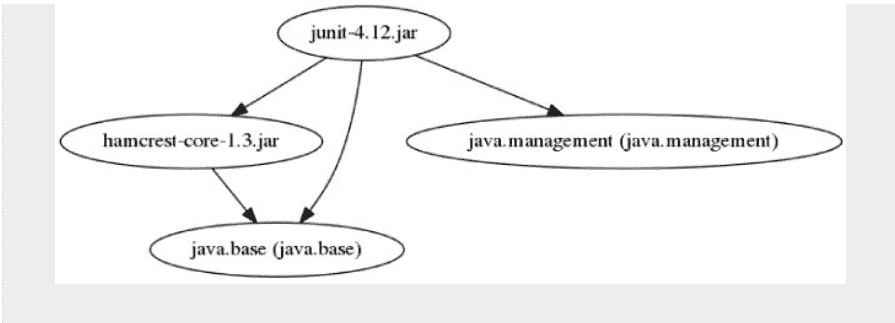 junit-4.12.jar
hamcrest-core-1.3.jar
java.management (java.management)
java.base (java.base)